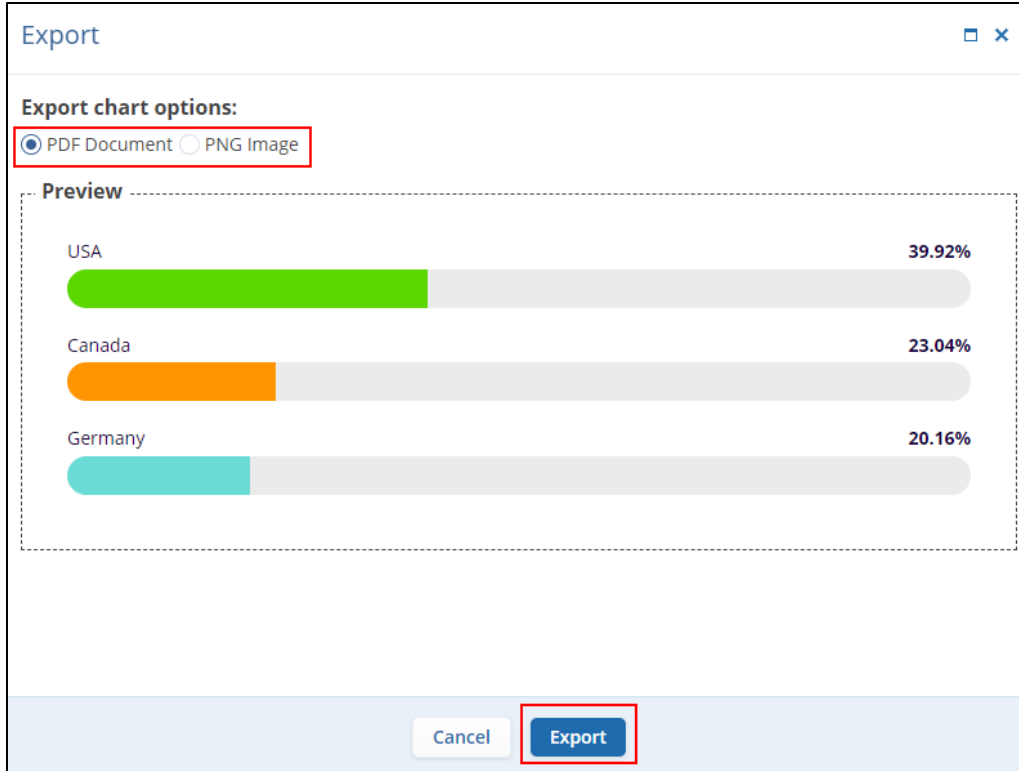 Export
Export chart options:
PDF Document PNG Image
Preview
USA 39.92%
Canada 23.04%
Germany 20.16%
Cancel Export